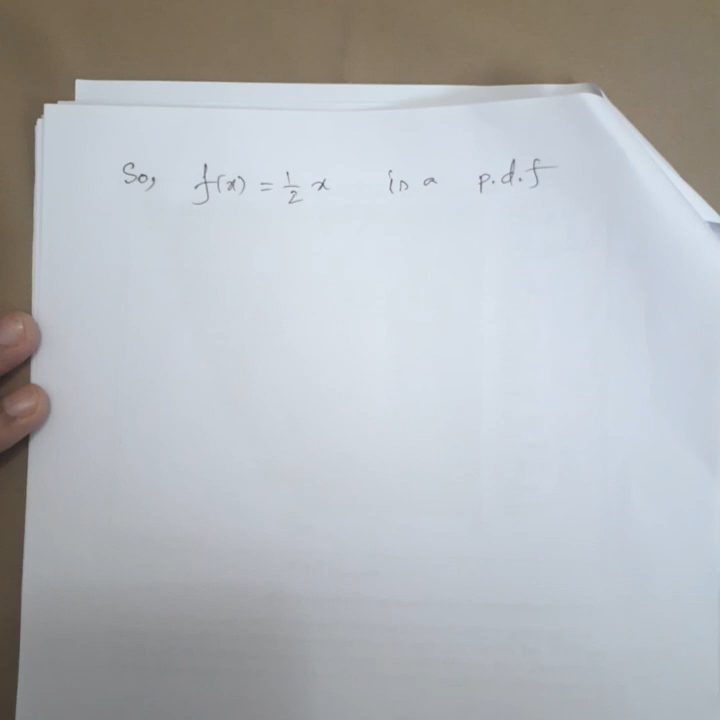 So, f(x) = 1/2 x is a p.d.f